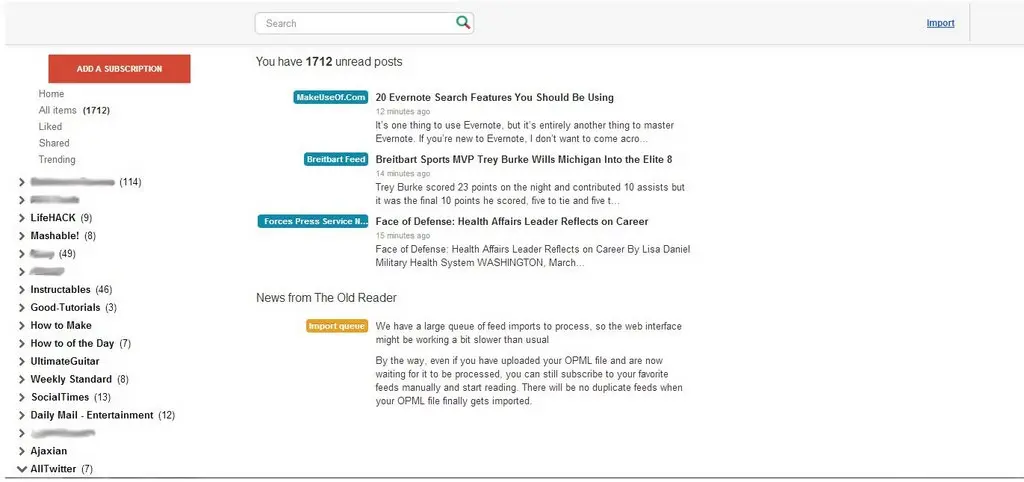 Search
Import
ADD A SUBSCRIPTION
Home
All items (1712)
Liked
Shared
Trending
(114)
LifeHACK (9)
Mashable! (8)
(49)
Instructables (46)
Good-Tutorials (3)
How to Make
How to of the Day (7)
UltimateGuitar
Weekly Standard (8)
SocialTimes (13)
Daily Mail - Entertainment (12)
Ajaxian
AllTwitter (7)
You have 1712 unread posts
MakeUseOf.Com
20 Evernote Search Features You Should Be Using
12 minutes ago
It's one thing to use Evernote, but it's entirely another thing to master
Evernote. If you're new to Evernote, I don't want to come acro...
Breitbart Feed
Breitbart Sports MVP Trey Burke Wills Michigan Into the Elite 8
14 minutes ago
Trey Burke scored 23 points on the night and contributed 10 assists but
it was the final 10 points he scored, five to tie and five t...
Forces Press Service N...
Face of Defense: Health Affairs Leader Reflects on Career
15 minutes ago
Face of Defense: Health Affairs Leader Reflects on Career By Lisa Daniel
Military Health System WASHINGTON, March...
News from The Old Reader
Import queue
We have a large queue of feed imports to process, so the web interface
might be working a bit slower than usual
By the way, even if you have uploaded your OPML file and are now
waiting for it to be processed, you can still subscribe to your favorite
feeds manually and start reading. There will be no duplicate feeds when
your OPML file finally gets imported.